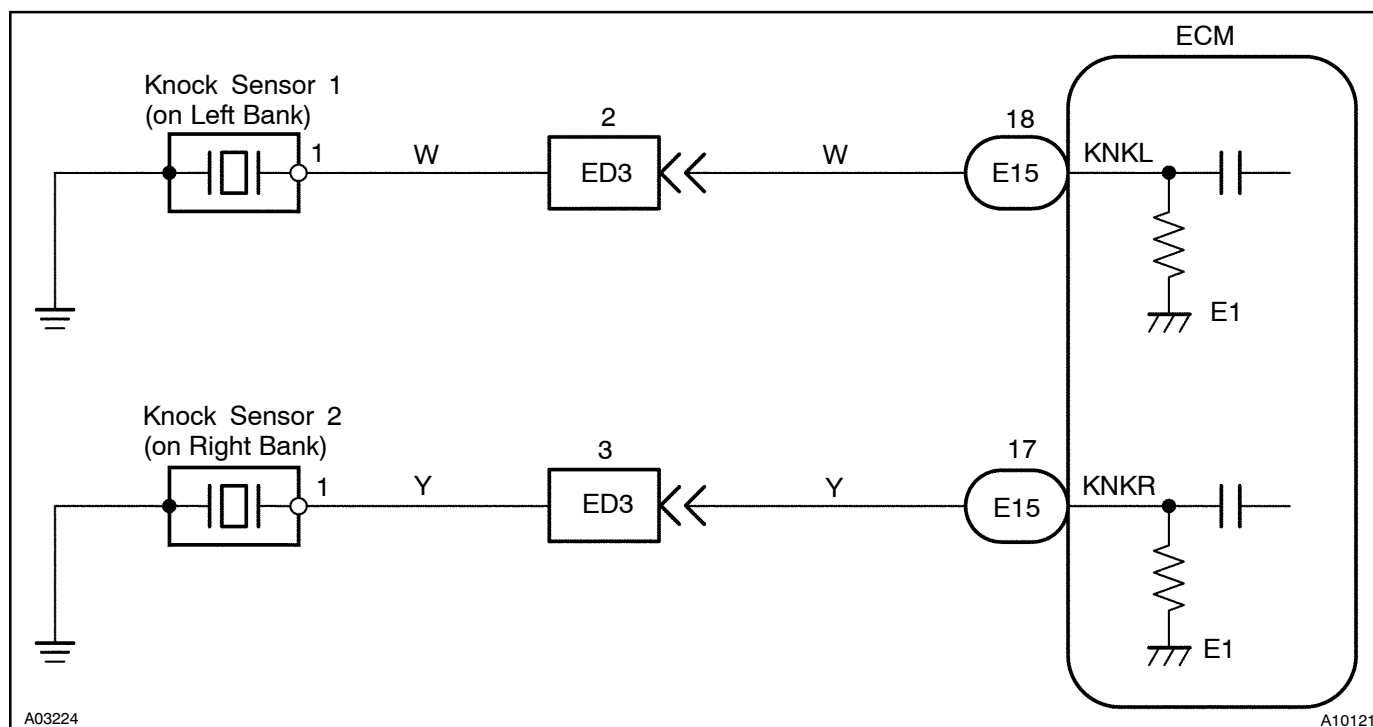 ECM
Knock Sensor 1
(on Left Bank)
1
W
2
ED3
W
18
E15
KNKL
E1
Knock Sensor 2
(on Right Bank)
1
Y
3
ED3
Y
17
E15
KNKR
E1
A03224
A10121